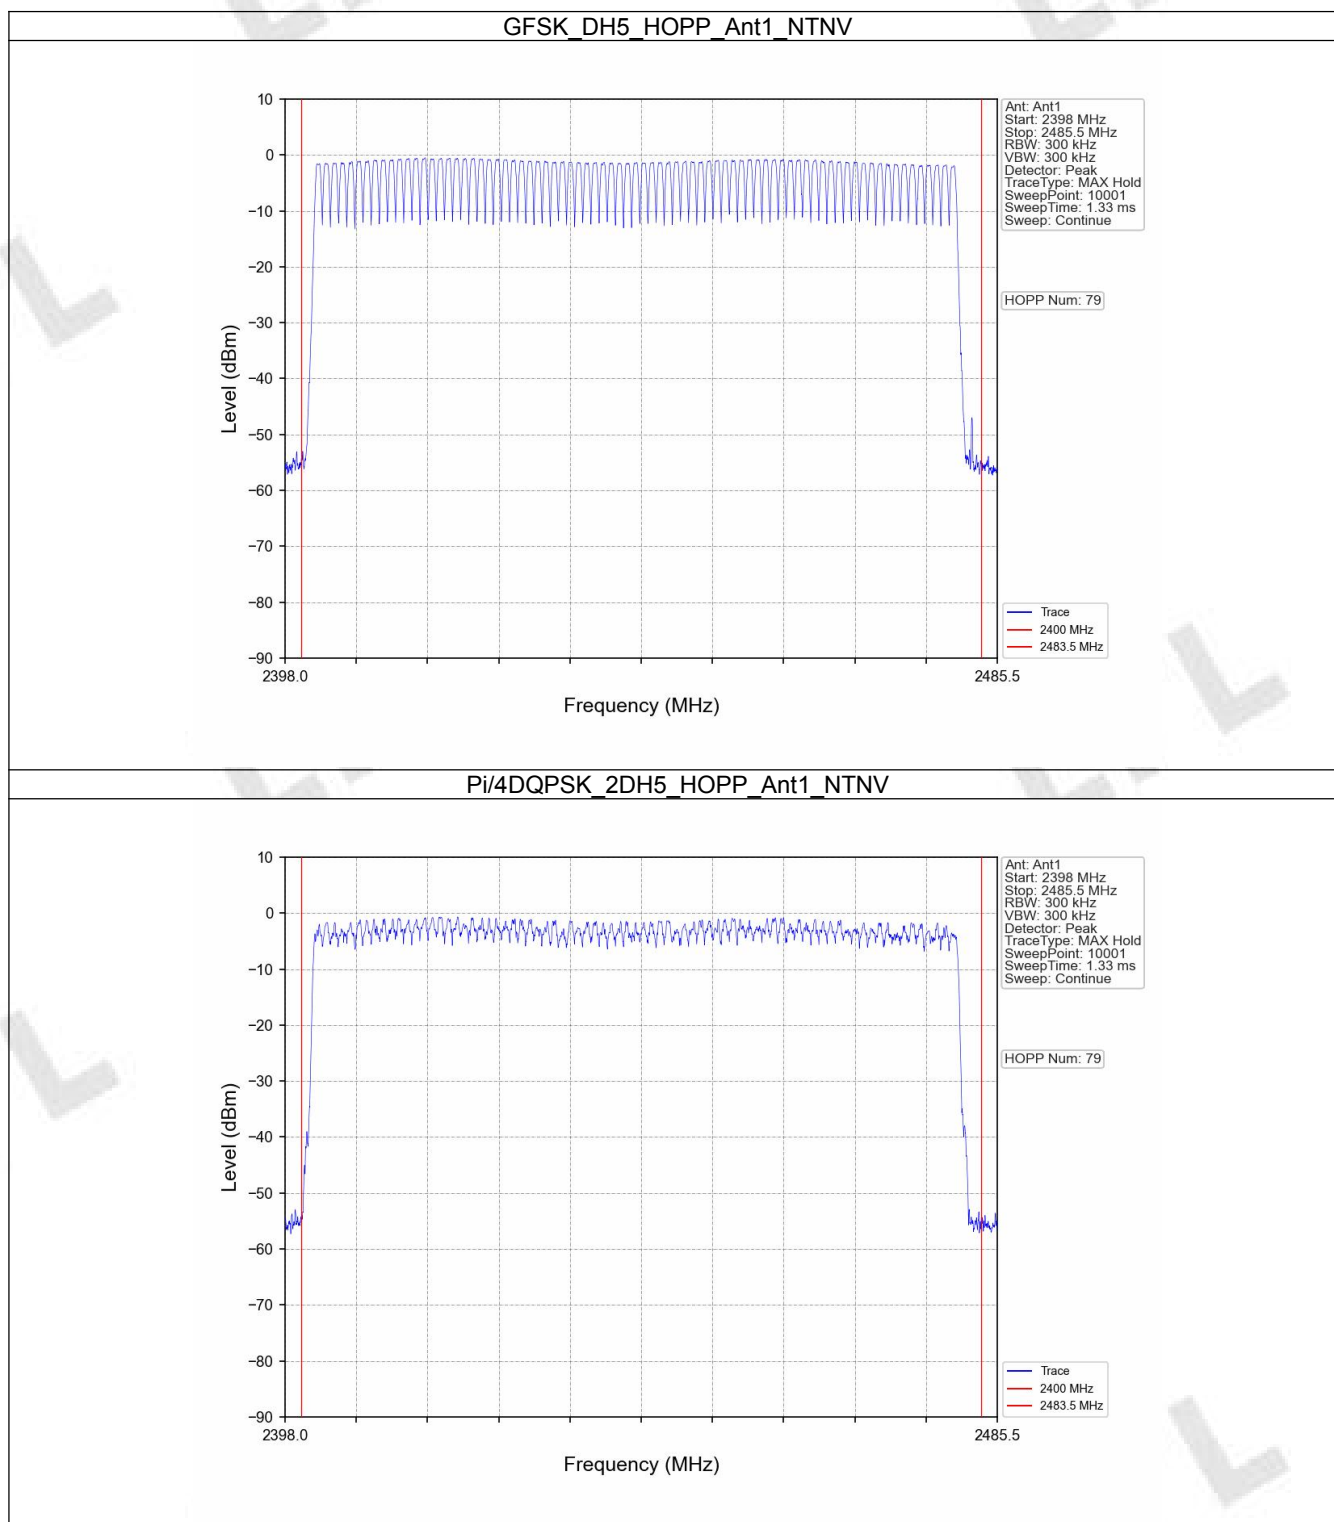 GFSK_DH5_HOPP_Ant1_NTNV
10
0
−10
−20
−30
−40
−50
−60
−70
−80
−90
Level (dBm)
2398.0
2485.5
Frequency (MHz)
Ant: Ant1
Start: 2398 MHz
Stop: 2485.5 MHz
RBW: 300 kHz
VBW: 300 kHz
Detector: Peak
TraceType: MAX Hold
SweepPoint: 10001
SweepTime: 1.33 ms
Sweep: Continue
HOPP Num: 79
Trace
2400 MHz
2483.5 MHz
Pi/4DQPSK_2DH5_HOPP_Ant1_NTNV
10
0
−10
−20
−30
−40
−50
−60
−70
−80
−90
Level (dBm)
2398.0
2485.5
Frequency (MHz)
Ant: Ant1
Start: 2398 MHz
Stop: 2485.5 MHz
RBW: 300 kHz
VBW: 300 kHz
Detector: Peak
TraceType: MAX Hold
SweepPoint: 10001
SweepTime: 1.33 ms
Sweep: Continue
HOPP Num: 79
Trace
2400 MHz
2483.5 MHz